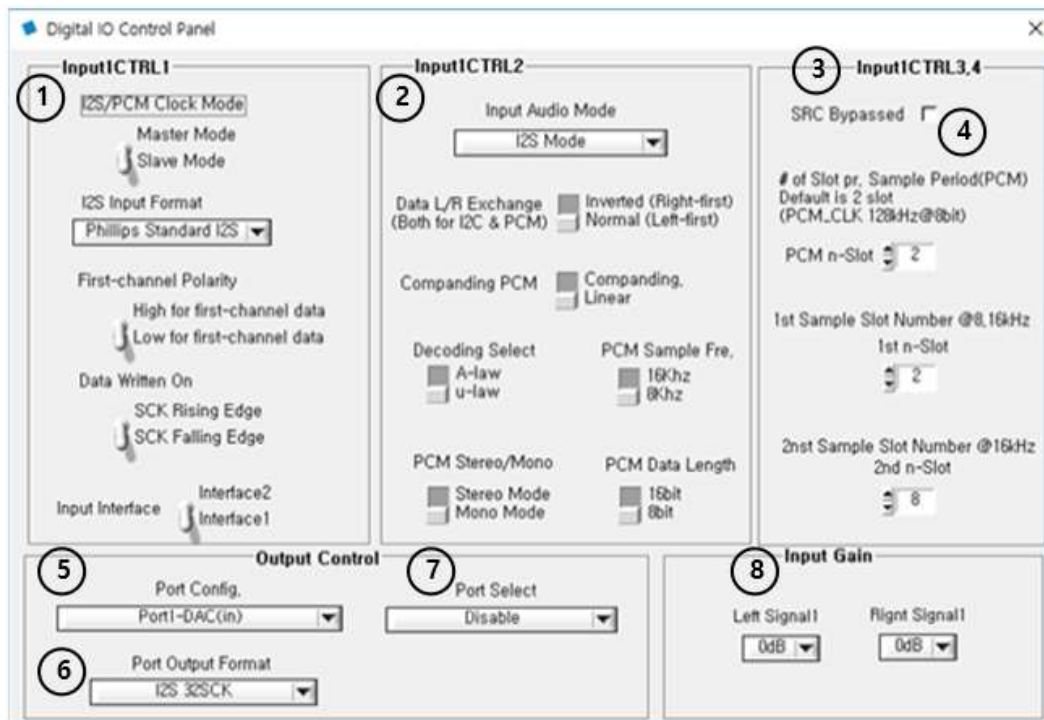 Digital IO Control Panel
Input1CTRL1
1
I2S/PCM Clock Mode
Master Mode
Slave Mode
I2S Input Format
Phillips Standard I2S
First-channel Polarity
High for first-channel data
Low for first-channel data
Data Written On
SCK Rising Edge
SCK Falling Edge
Input Interface
Interface2
Interface1
Input1CTRL2
2
Input Audio Mode
I2S Mode
Data L/R Exchange
(Both for I2C & PCM)
Inverted (Right-first)
Normal (Left-first)
Companding PCM
Companding,
Linear
Decoding Select
A-law
u-law
PCM Sample Fre,
16Khz
8Khz
PCM Stereo/Mono
Stereo Mode
Mono Mode
PCM Data Length
16bit
8bit
3
Input1CTRL3,4
SRC Bypassed
4
# of Slot pr, Sample Period(PCM)
Default is 2 slot
(PCM_CLK 128kHz@8bit)
PCM n-Slot 2
1st Sample Slot Number @8,16kHz
1st n-Slot
2
2nst Sample Slot Number @16kHz
2nd n-Slot
8
Output Control
5
Port Config,
Port1-DAC(in)
6
Port Output Format
I2S 32SCK
7
Port Select
Disable
Input Gain
8
Left Signal1
0dB
Rignt Signal1
0dB